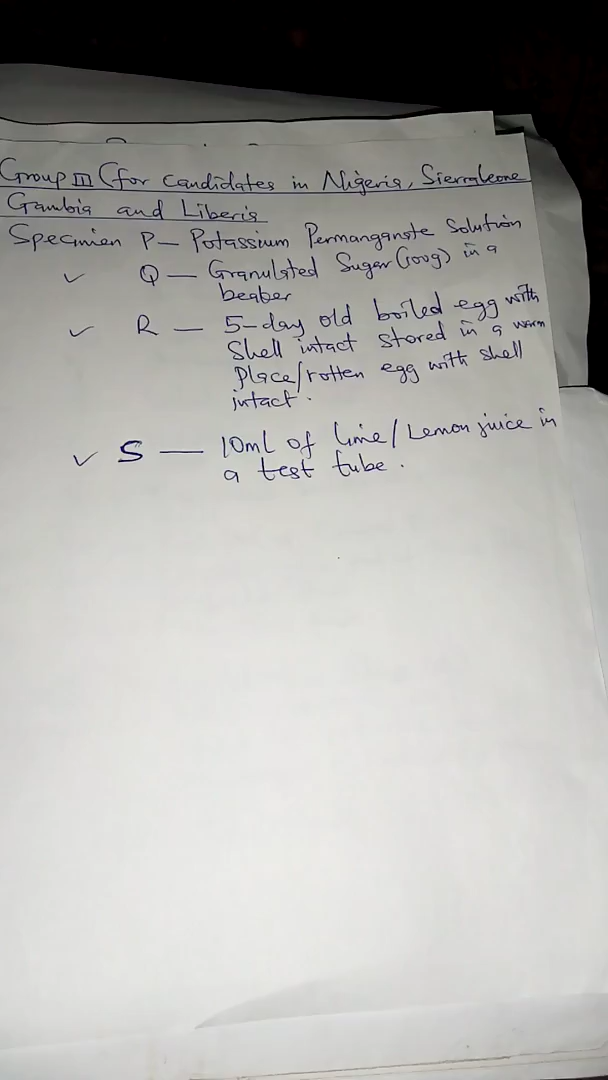 Group III (for candidates in Nigeria, Sierraleone
Gambia and Liberia
Specimen P — Potassium Permanganate Solution
✓ Q — Granulated Sugar (100g) in a
beaker
✓ R — 5-day old boiled egg with
Shell intact stored in a warm
place/rotten egg with shell
intact.
✓ S — 10ml of lime/Lemon juice in
a test tube.